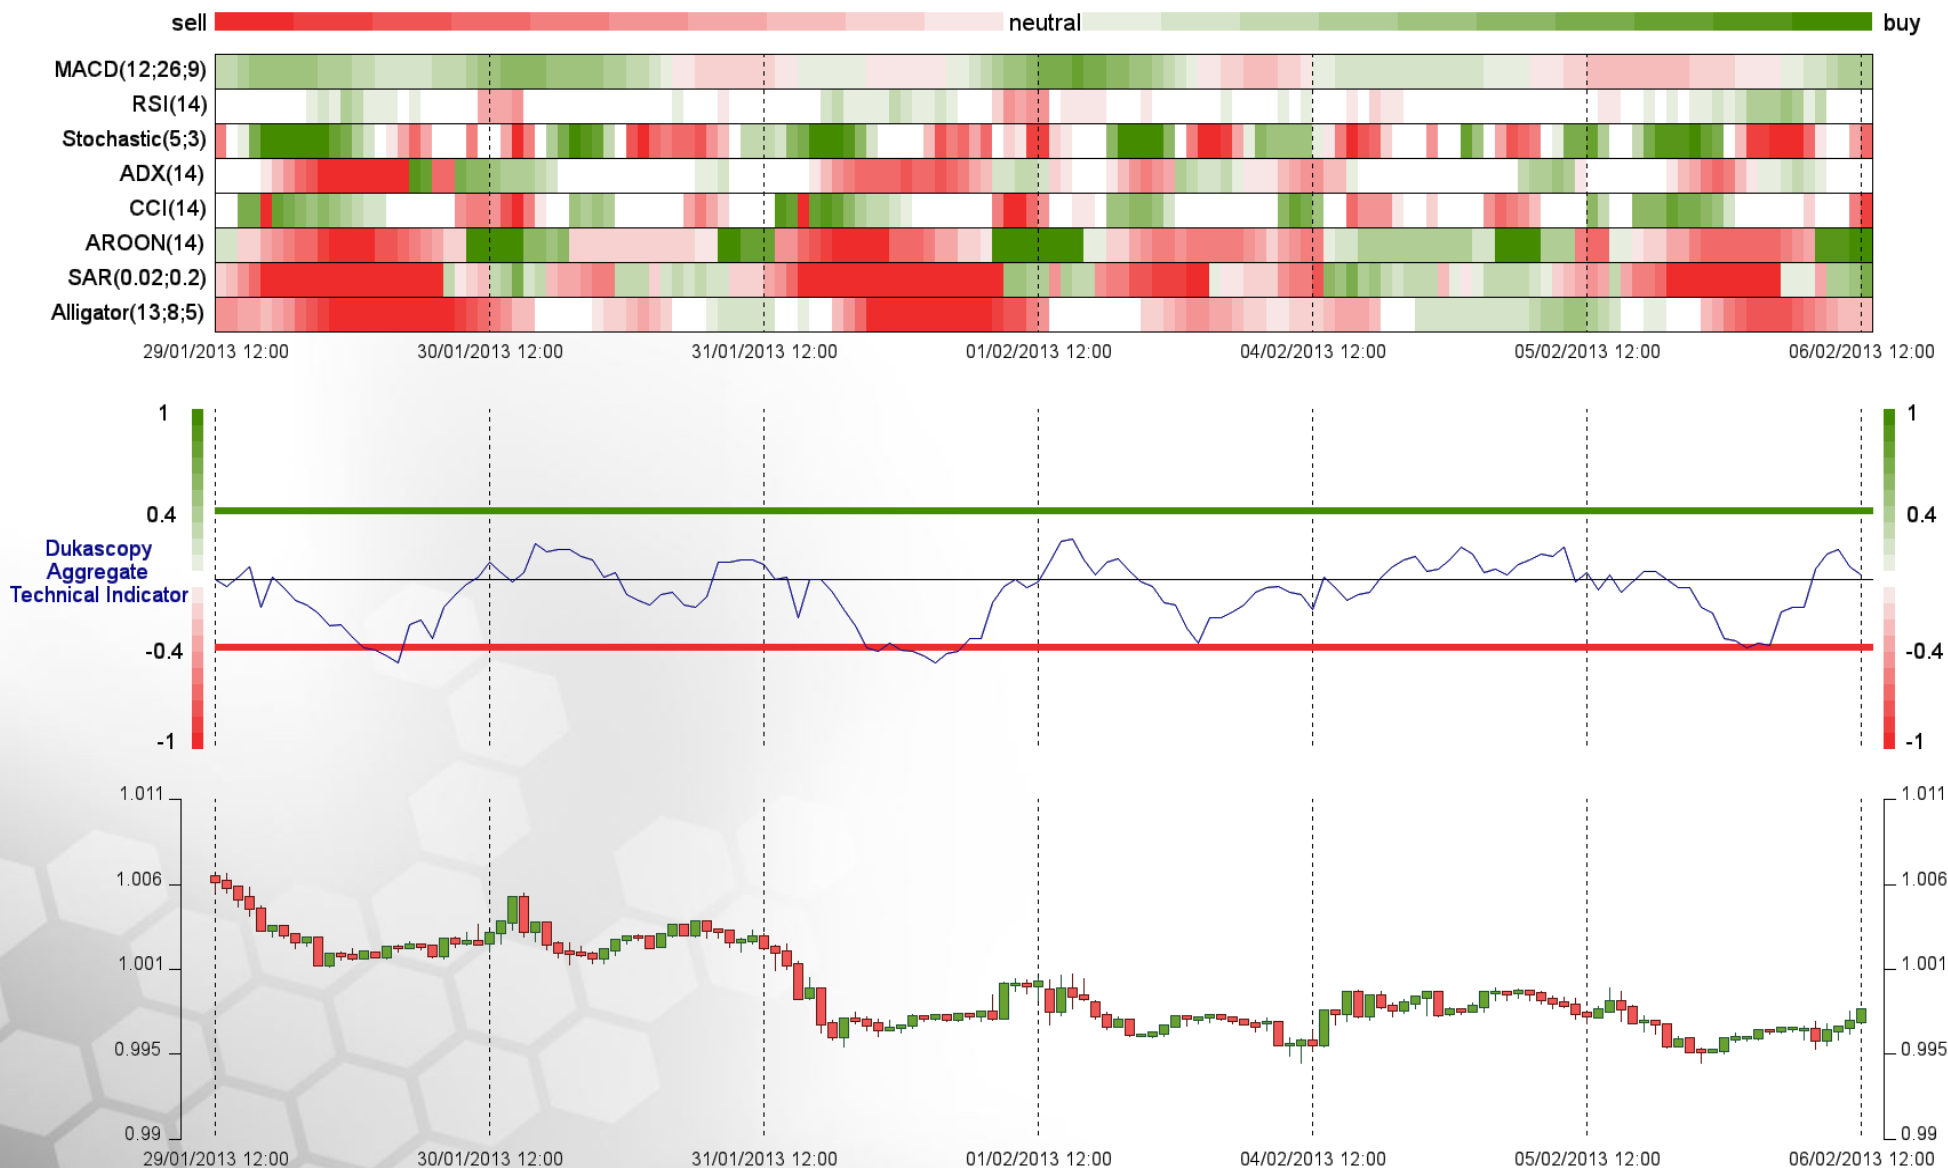 sell neutral buy
MACD(12;26;9)
RSI(14)
Stochastic(5;3)
ADX(14)
CCI(14)
AROON(14)
SAR(0.02;0.2)
Alligator(13;8;5)
29/01/2013 12:00 30/01/2013 12:00 31/01/2013 12:00 01/02/2013 12:00 04/02/2013 12:00 05/02/2013 12:00 06/02/2013 12:00
1 1
0.4 0.4
Dukascopy
Aggregate
Technical Indicator
-0.4 -0.4
-1 -1
1.011 1.011
1.006 1.006
1.001 1.001
0.995 0.995
0.99 0.99
29/01/2013 12:00 30/01/2013 12:00 31/01/2013 12:00 01/02/2013 12:00 04/02/2013 12:00 05/02/2013 12:00 06/02/2013 12:00